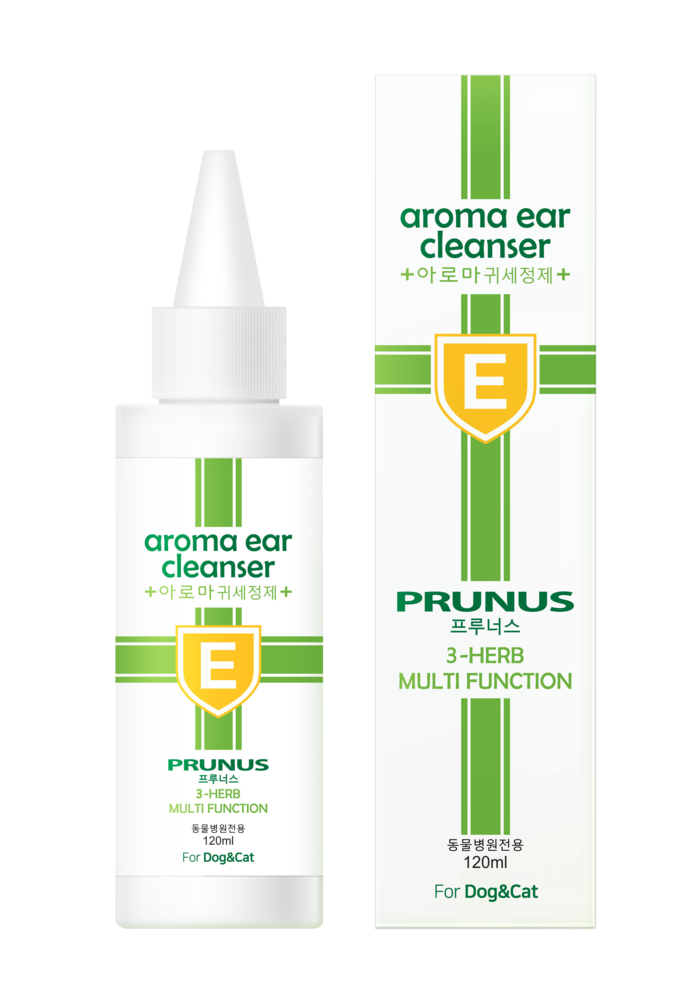 aroma ear
cleanser
+아로마귀세정제+
E
PRUNUS
프루너스
3-HERB
MULTI FUNCTION
동물병원전용
120ml
For Dog&Cat
aroma ear
cleanser
+아로마귀세정제+
E
PRUNUS
프루너스
3-HERB
MULTI FUNCTION
동물병원전용
120ml
For Dog&Cat